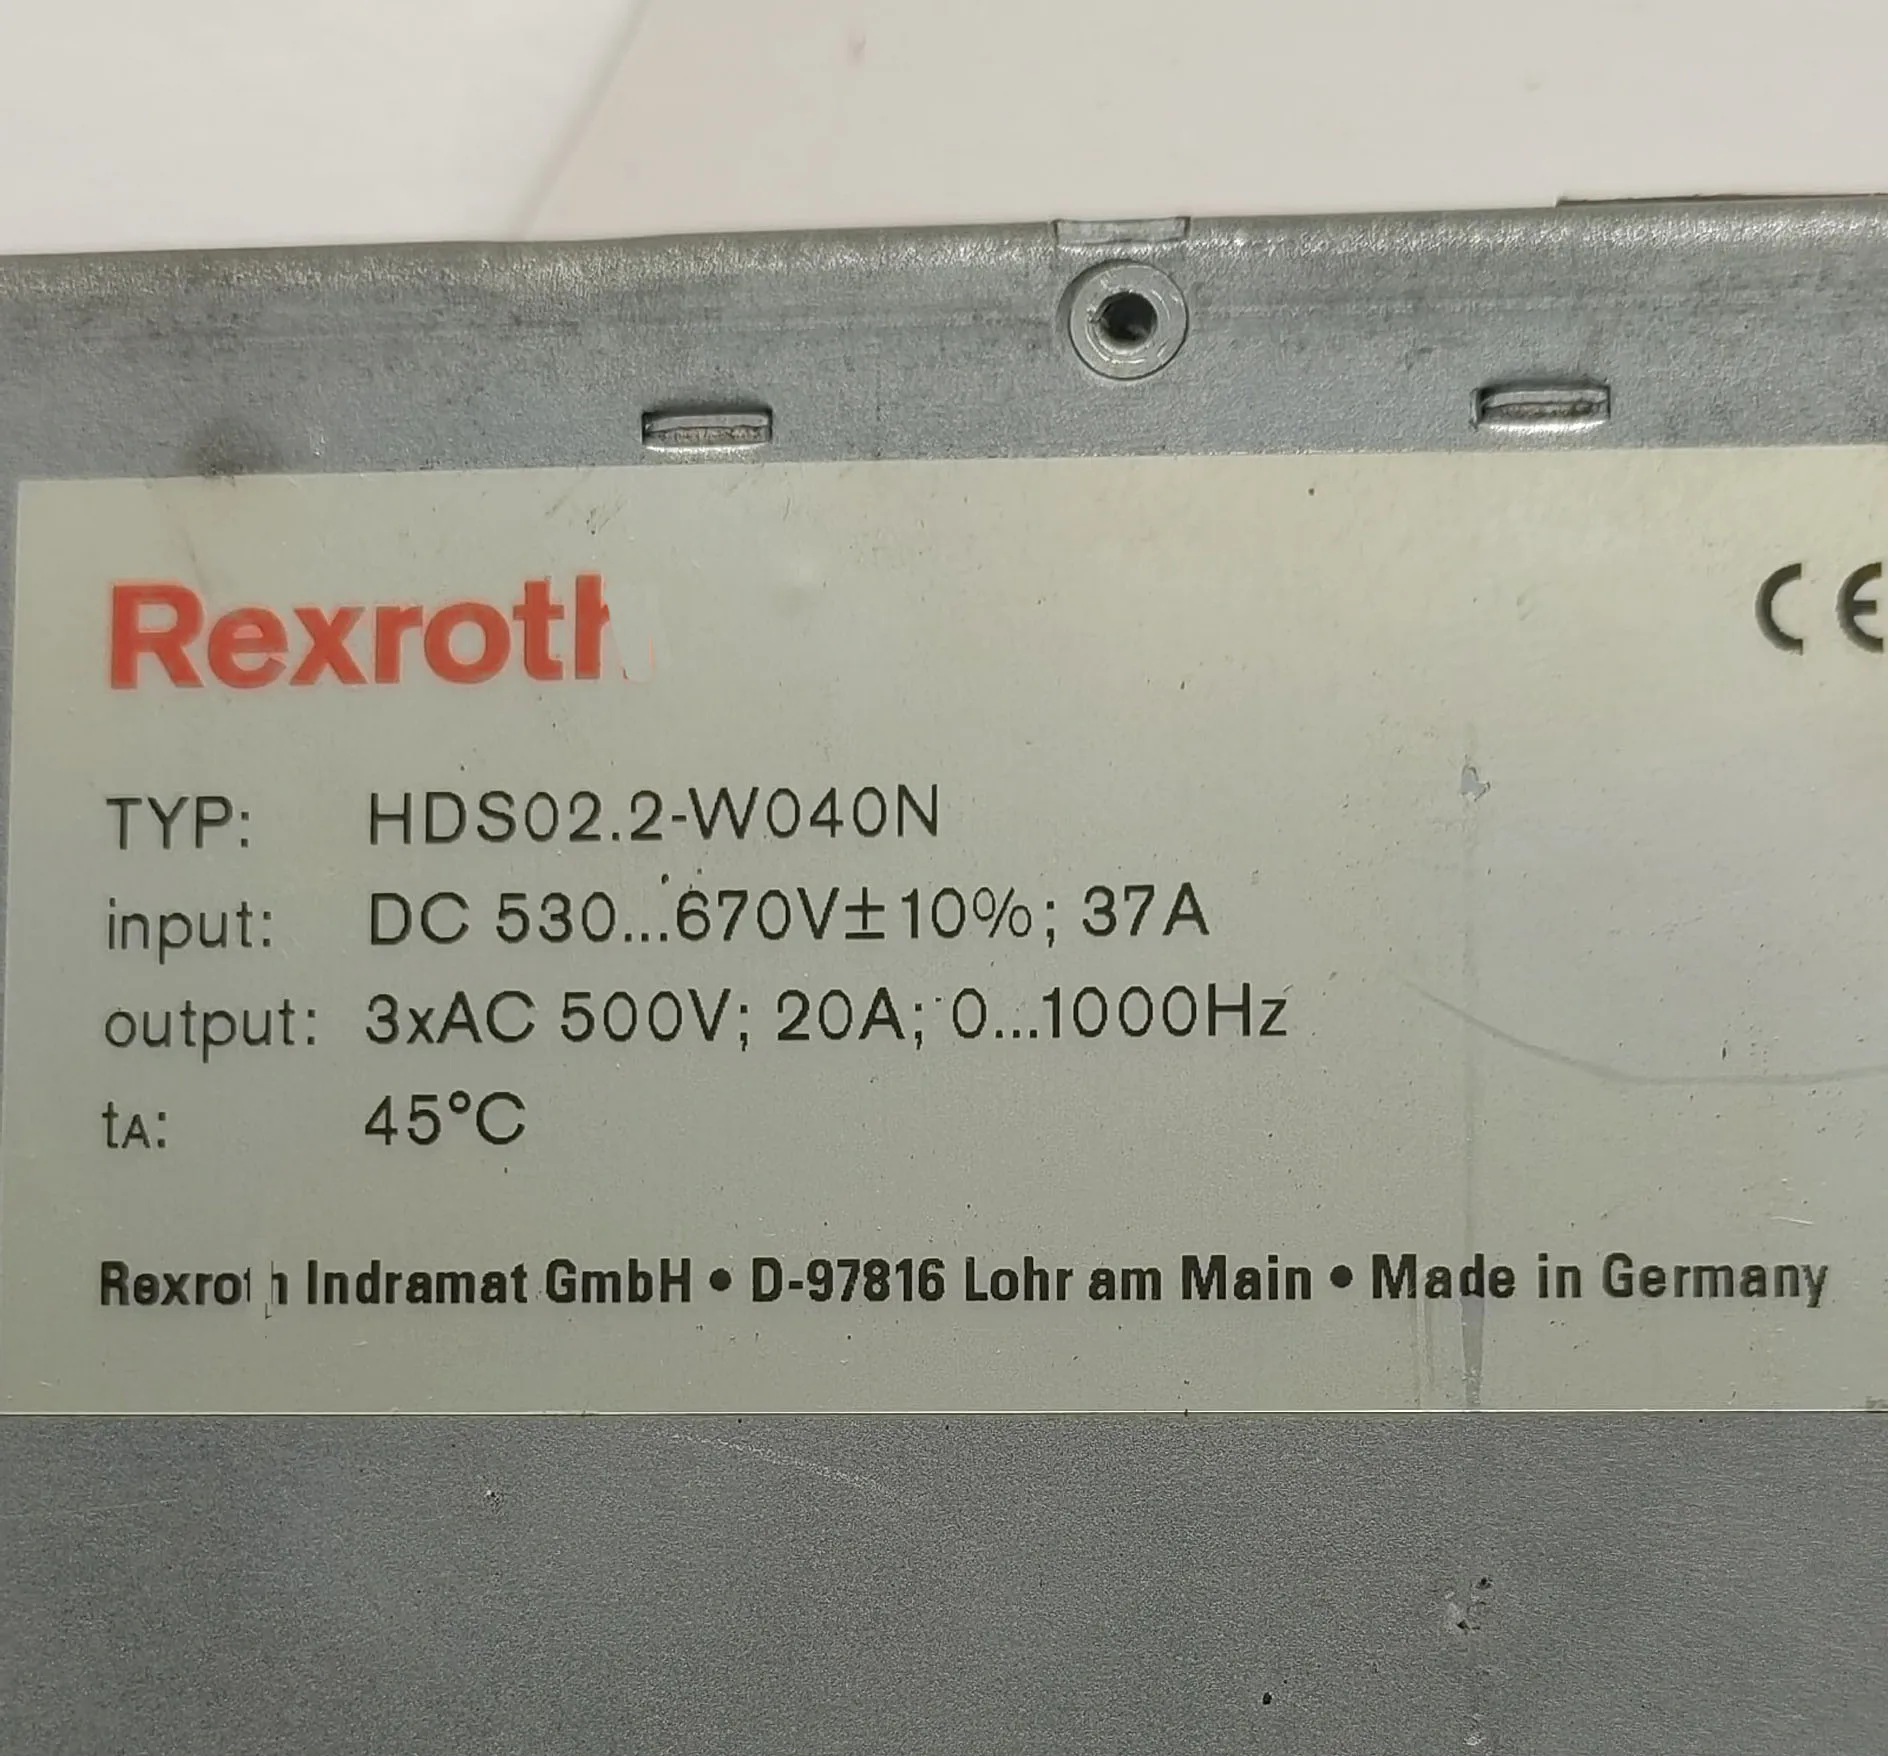 Rexroth
CE
TYP: HDS02.2-W040N
input: DC 530...670V±10%; 37A
output: 3xAC 500V; 20A; 0...1000Hz
tA: 45°C
Rexroth Indramat GmbH • D-97816 Lohr am Main • Made in Germany